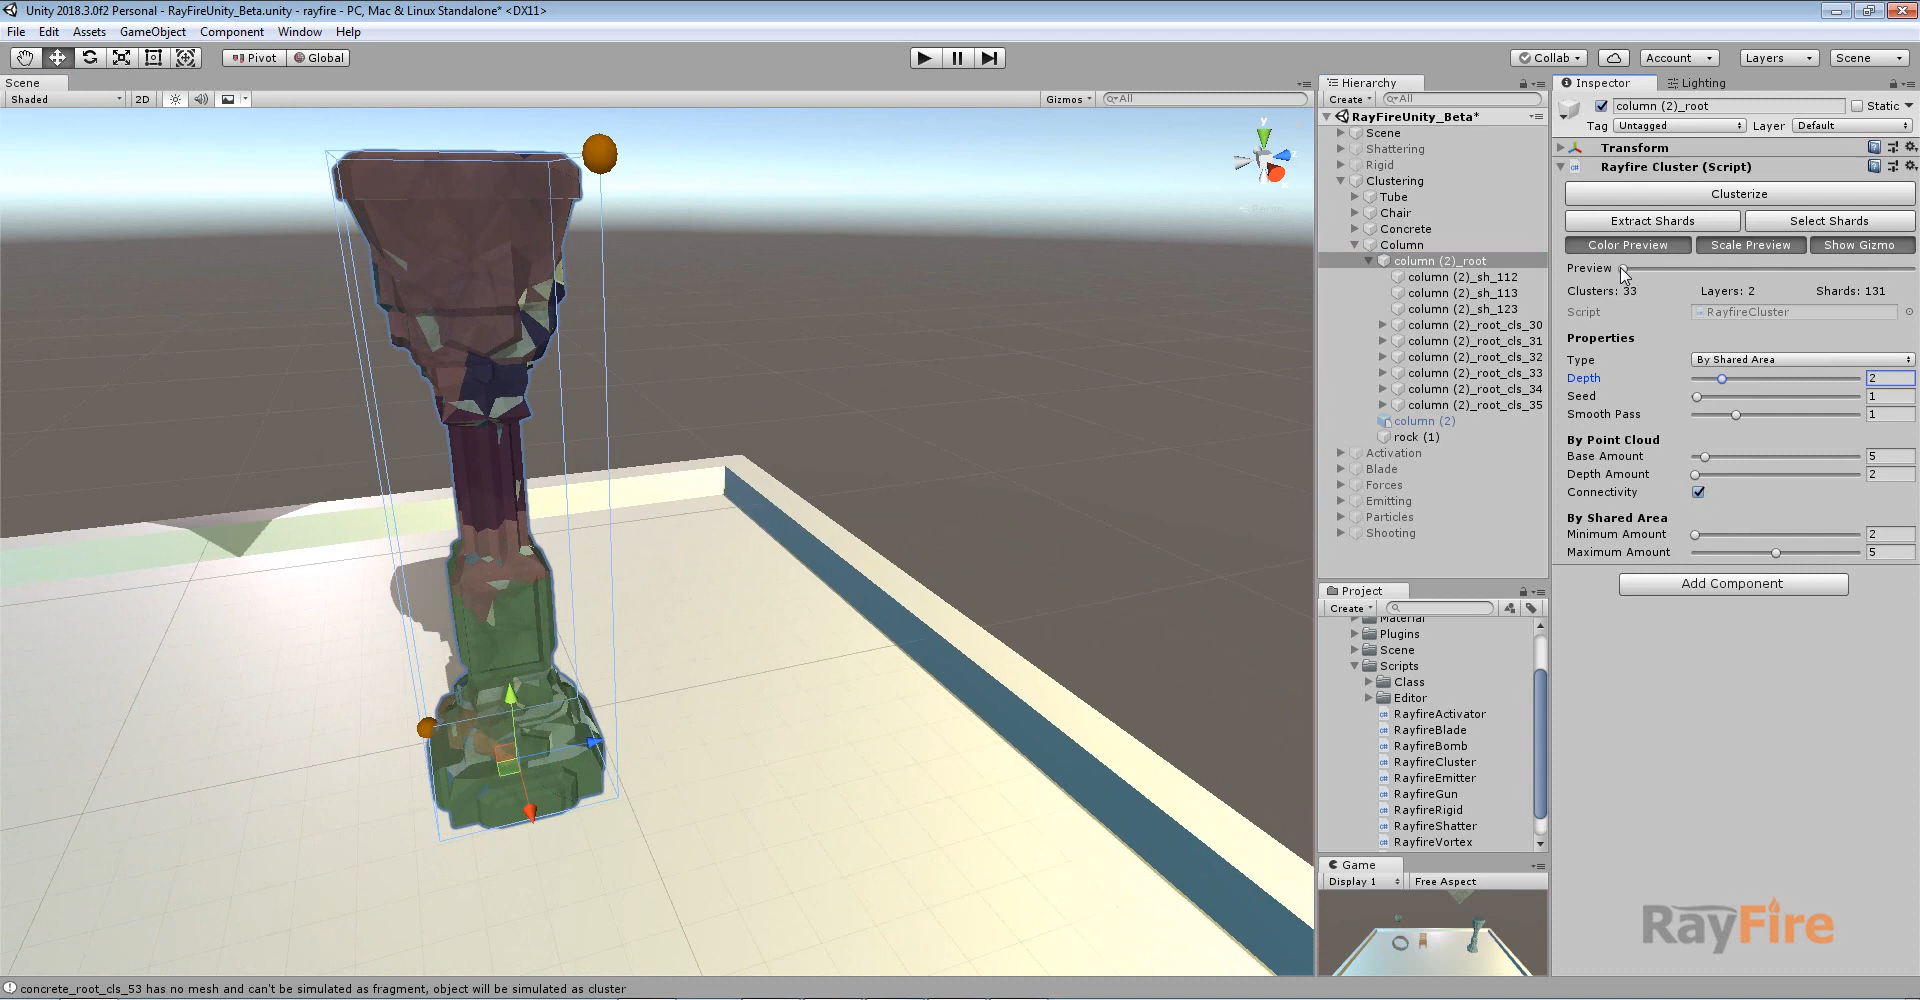 Unity 2018.3.0f2 Personal - RayFireUnity_Beta.unity - rayfire - PC, Mac & Linux Standalone* <DX11>
File Edit Assets GameObject Component Window Help
Pivot Global Collab Account Layers Scene
Scene
Shaded 2D Gizmos All
y
z
Persp
Hierarchy
Create All
RayFireUnity_Beta*
Scene
Shattering
Rigid
Clustering
Tube
Chair
Concrete
Column
column (2)_root
column (2)_sh_112
column (2)_sh_113
column (2)_sh_123
column (2)_root_cls_30
column (2)_root_cls_31
column (2)_root_cls_32
column (2)_root_cls_33
column (2)_root_cls_34
column (2)_root_cls_35
column (2)
rock (1)
Activation
Blade
Forces
Emitting
Particles
Shooting
Project
Create
Material
Plugins
Scene
Scripts
Class
Editor
RayfireActivator
RayfireBlade
RayfireBomb
RayfireCluster
RayfireEmitter
RayfireGun
RayfireRigid
RayfireShatter
RayfireVortex
Game
Display 1 Free Aspect
Inspector Lighting
column (2)_root Static
Tag Untagged Layer Default
Transform
Rayfire Cluster (Script)
Clusterize
Extract Shards Select Shards
Color Preview Scale Preview Show Gizmo
Preview
Clusters: 33 Layers: 2 Shards: 131
Script RayfireCluster
Properties
Type By Shared Area
Depth 2
Seed 1
Smooth Pass 1
By Point Cloud
Base Amount 5
Depth Amount 2
Connectivity
By Shared Area
Minimum Amount 2
Maximum Amount 5
Add Component
RayFire
concrete_root_cls_53 has no mesh and can't be simulated as fragment, object will be simulated as cluster